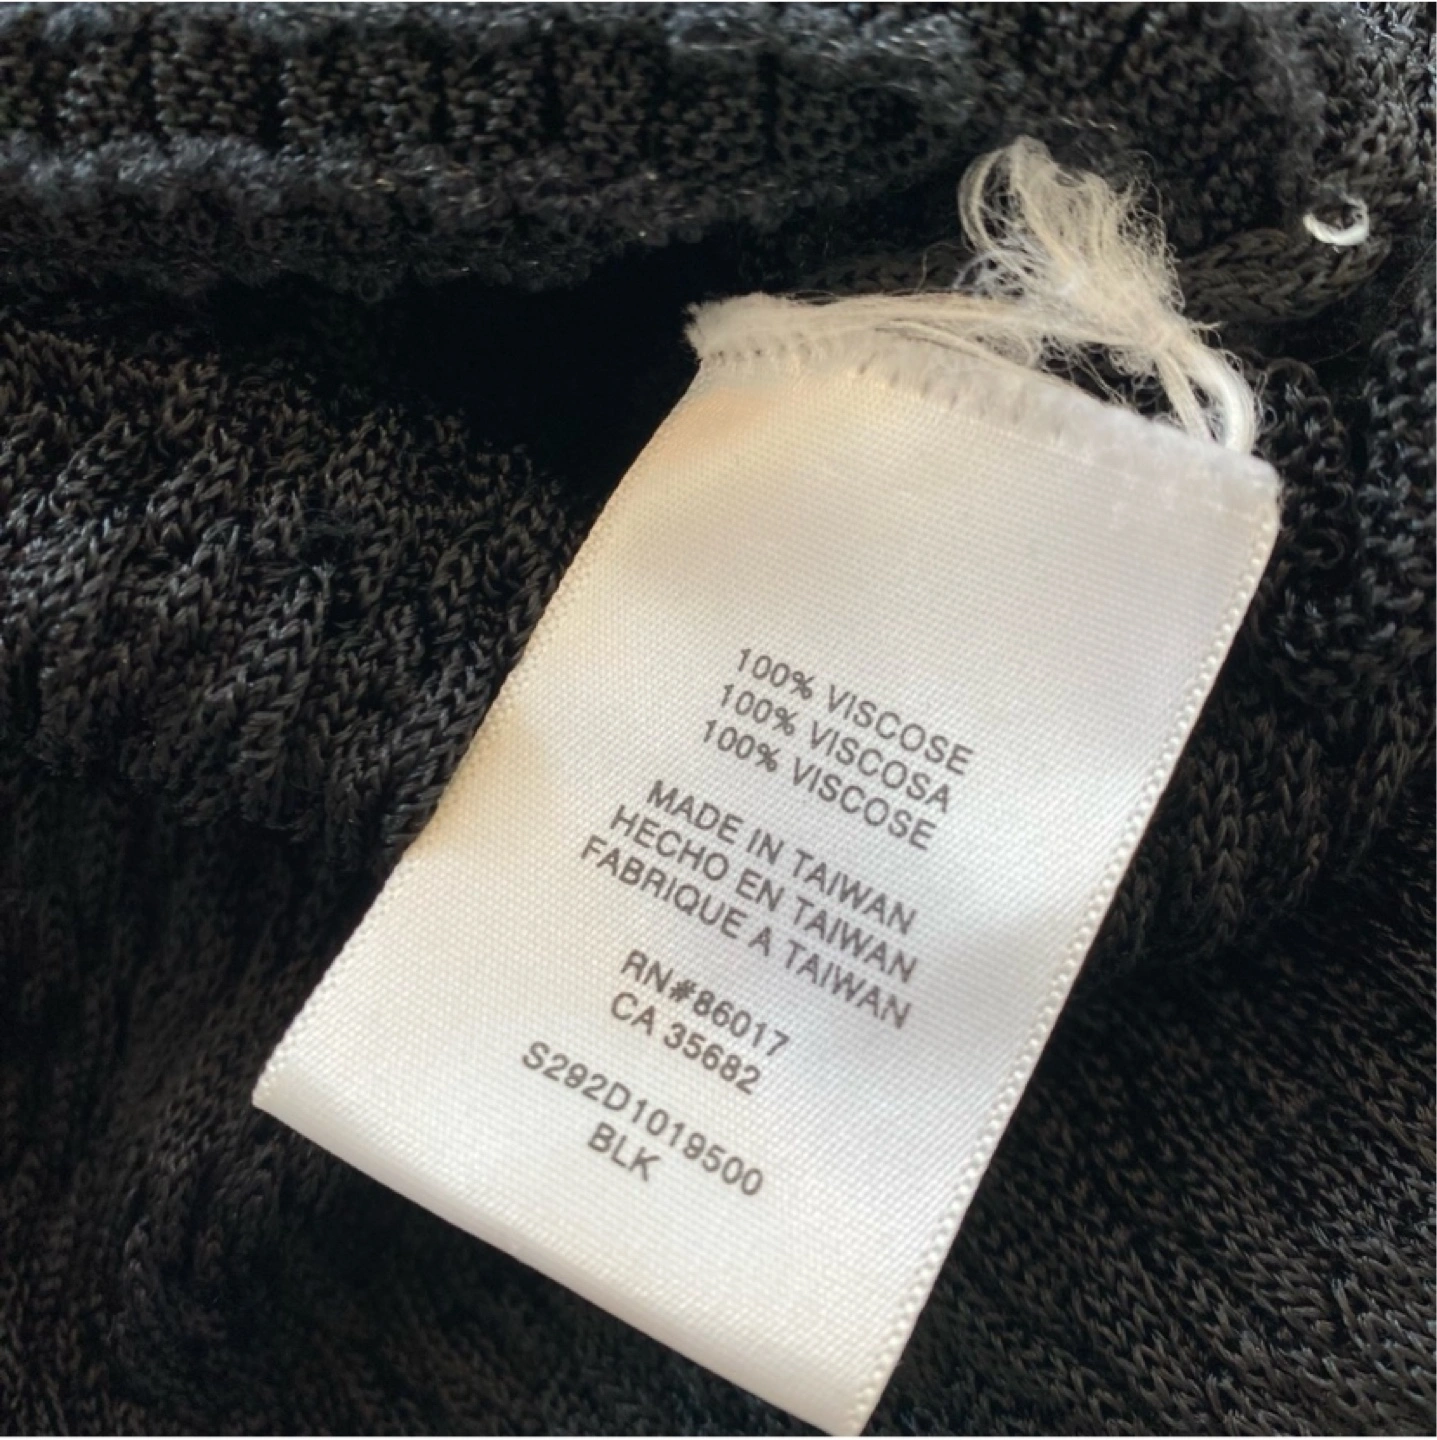 100% VISCOSE
100% VISCOSA
100% VISCOSE
MADE IN TAIWAN
HECHO EN TAIWAN
FABRIQUE A TAIWAN
RN#86017
CA 35682
S292D1019500
BLK